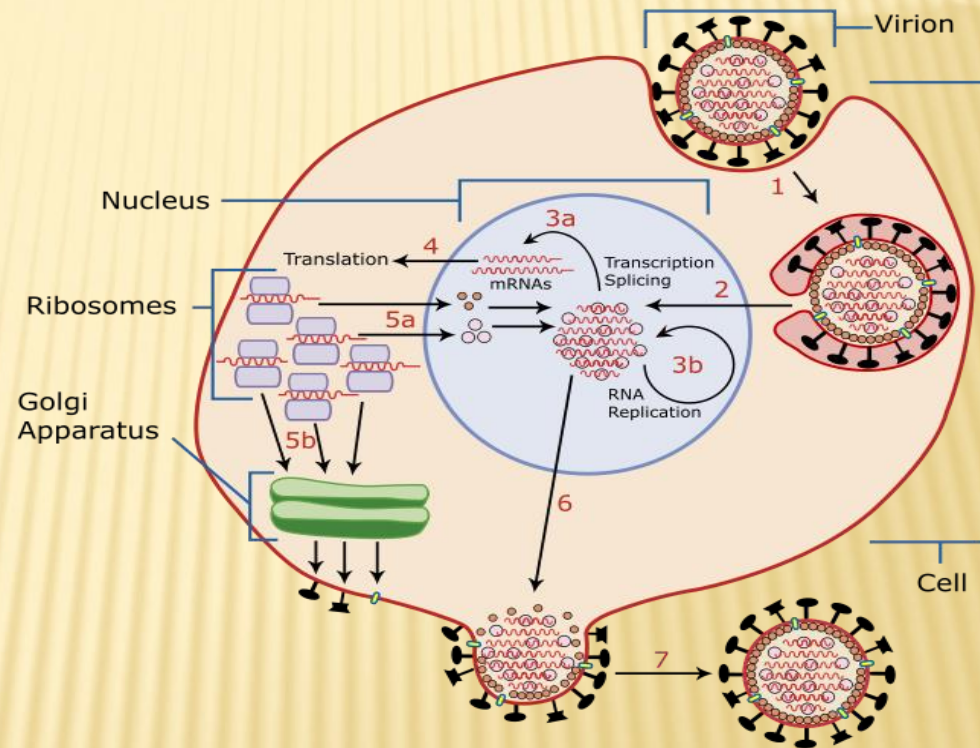 Virion
1
Nucleus
3a
4
Translation
mRNAs
Transcription
Splicing
2
Ribosomes
5a
3b
RNA
Replication
Golgi
Apparatus
5b
6
Cell
7